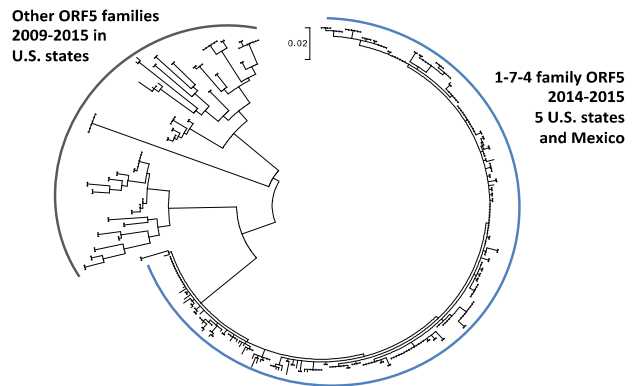 Other ORF5 families
2009-2015 in
U.S. states
0.02
1-7-4 family ORF5
2014-2015
5 U.S. states
and Mexico